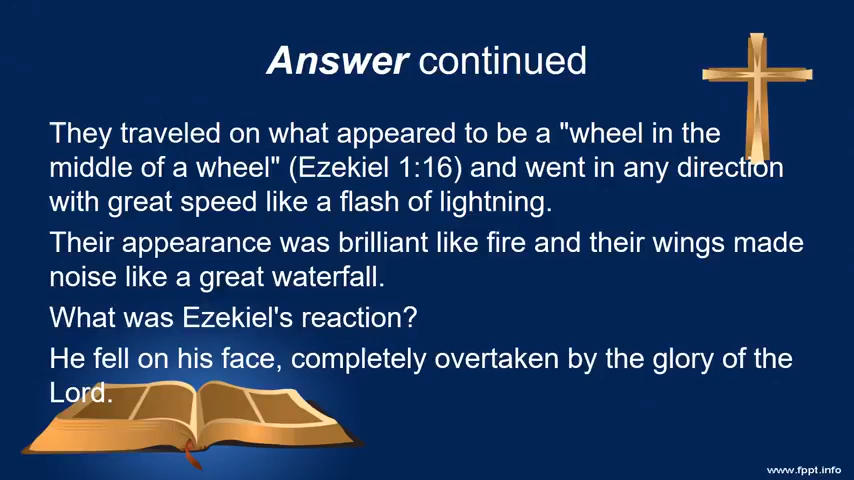 Answer continued
They traveled on what appeared to be a "wheel in the
middle of a wheel" (Ezekiel 1:16) and went in any direction
with great speed like a flash of lightning.
Their appearance was brilliant like fire and their wings made
noise like a great waterfall.
What was Ezekiel's reaction?
He fell on his face, completely overtaken by the glory of the
Lord.
www.fppt.info